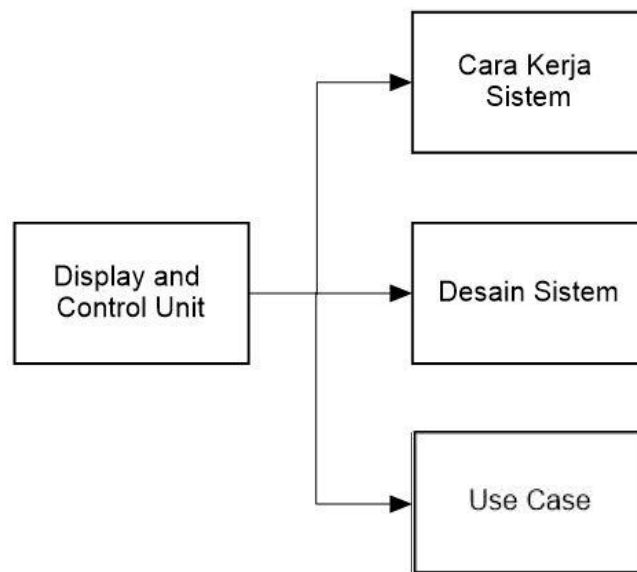 Cara Kerja
Sistem
Display and
Control Unit
Desain Sistem
Use Case